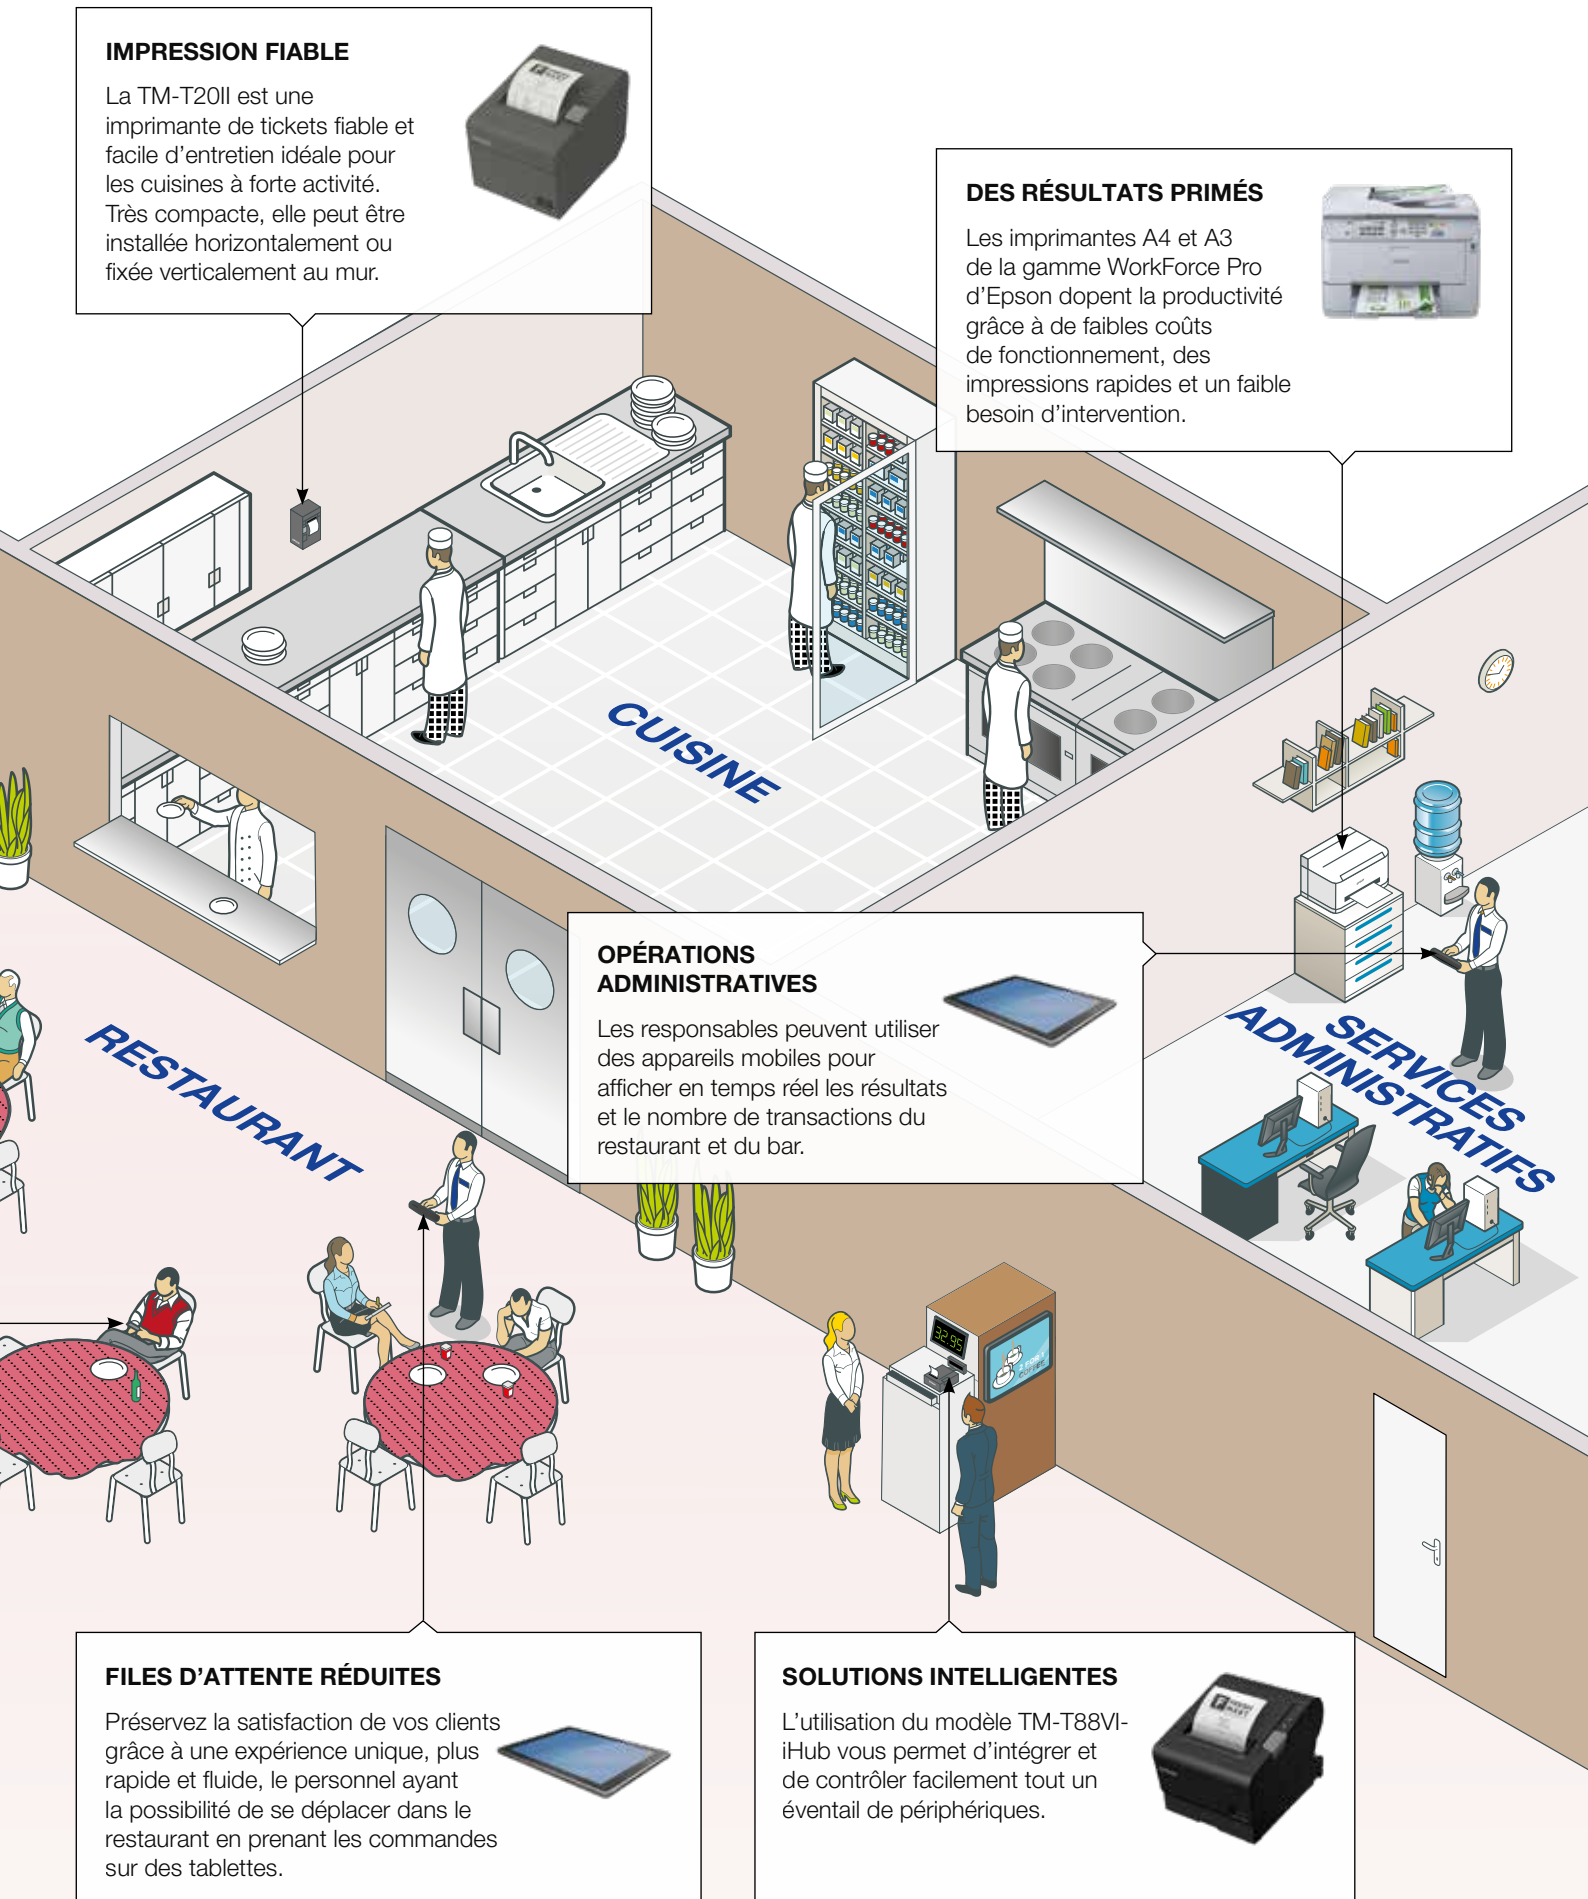 IMPRESSION FIABLE
La TM-T20II est une
imprimante de tickets fiable et
facile d’entretien idéale pour
les cuisines à forte activité.
Très compacte, elle peut être
installée horizontalement ou
fixée verticalement au mur.
DES RÉSULTATS PRIMÉS
Les imprimantes A4 et A3
de la gamme WorkForce Pro
d’Epson dopent la productivité
grâce à de faibles coûts
de fonctionnement, des
impressions rapides et un faible
besoin d’intervention.
CUISINE
OPÉRATIONS
ADMINISTRATIVES
Les responsables peuvent utiliser
des appareils mobiles pour
afficher en temps réel les résultats
et le nombre de transactions du
restaurant et du bar.
SERVICES
ADMINISTRATIFS
RESTAURANT
32.95
2 FOR 1
COFFEE
FILES D’ATTENTE RÉDUITES
Préservez la satisfaction de vos clients
grâce à une expérience unique, plus
rapide et fluide, le personnel ayant
la possibilité de se déplacer dans le
restaurant en prenant les commandes
sur des tablettes.
SOLUTIONS INTELLIGENTES
L’utilisation du modèle TM-T88VI-
iHub vous permet d’intégrer et
de contrôler facilement tout un
éventail de périphériques.